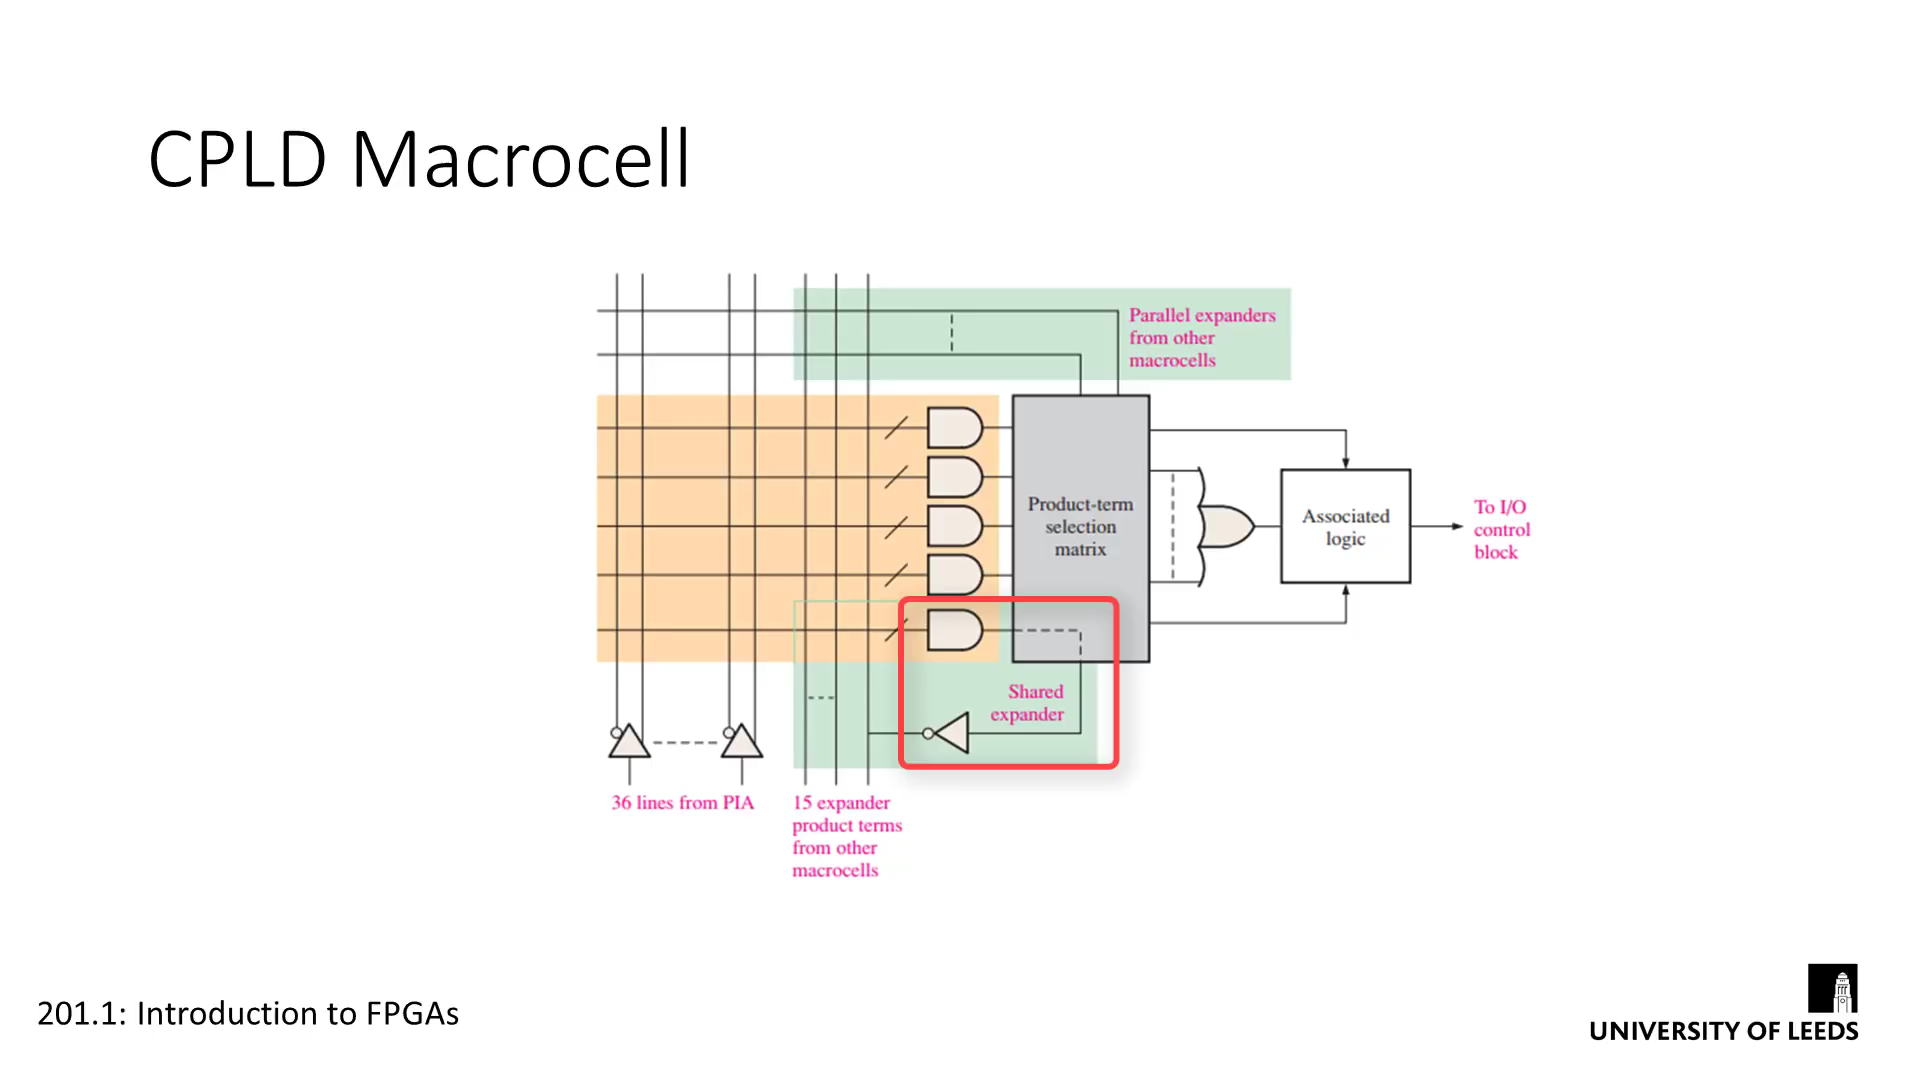 CPLD Macrocell
Parallel expanders
from other
macrocells
Product-term
selection
matrix
Associated
logic
To I/O
control
block
Shared
expander
36 lines from PIA
15 expander
product terms
from other
macrocells
201.1: Introduction to FPGAs
UNIVERSITY OF LEEDS